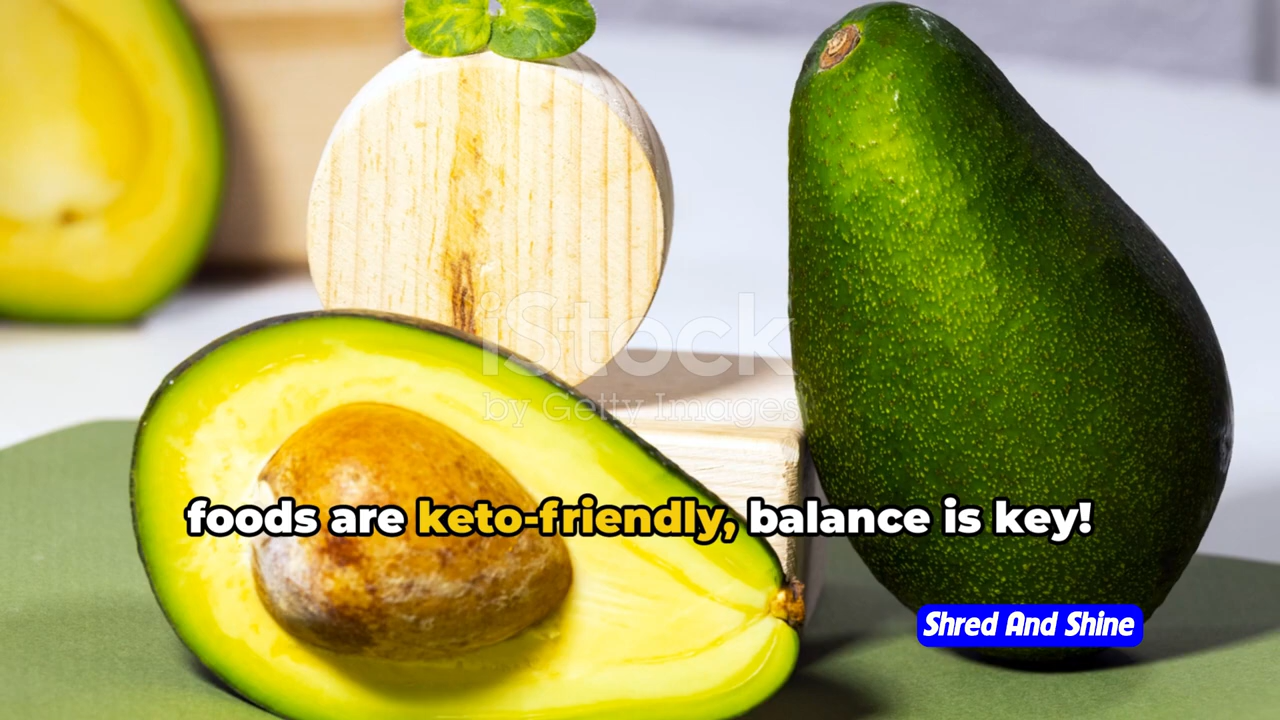 iStock
by Getty Images
foods are keto-friendly, balance is key!
Shred And Shine